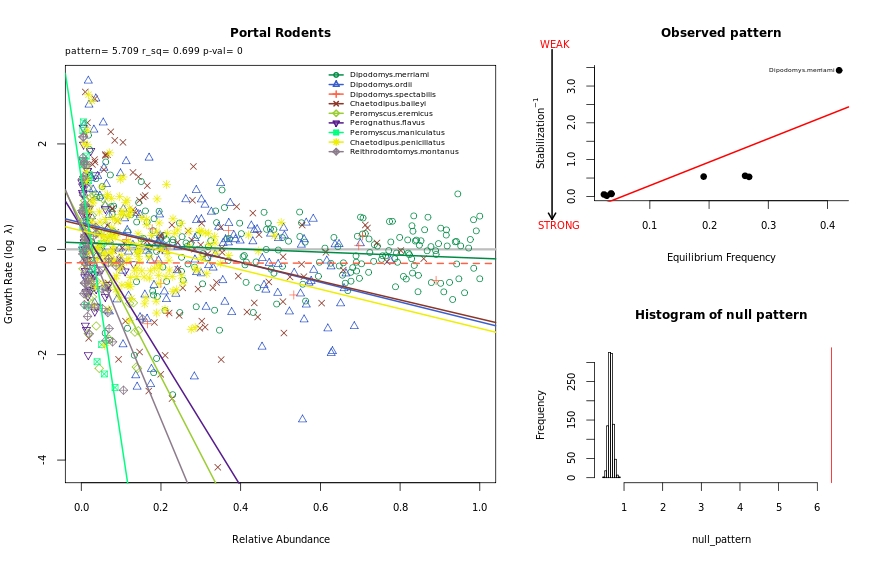 Portal Rodents
pattern= 5.709 r_sq= 0.699 p-val= 0
Dipodomys.merriami
Dipodomys.ordii
Dipodomys.spectabilis
Chaetodipus.baileyi
Peromyscus.eremicus
Perognathus.flavus
Peromyscus.maniculatus
Chaetodipus.penicillatus
Reithrodomtomys.montanus
Growth Rate (log λ)
2
0
-2
-4
0.0 0.2 0.4 0.6 0.8 1.0
Relative Abundance
Observed pattern
WEAK
Stabilization⁻¹
STRONG
Dipodomys.merriami
3.0
2.0
1.0
0.0
0.1 0.2 0.3 0.4
Equilibrium Frequency
Histogram of null pattern
Frequency
250
150
50
0
1 2 3 4 5 6
null_pattern